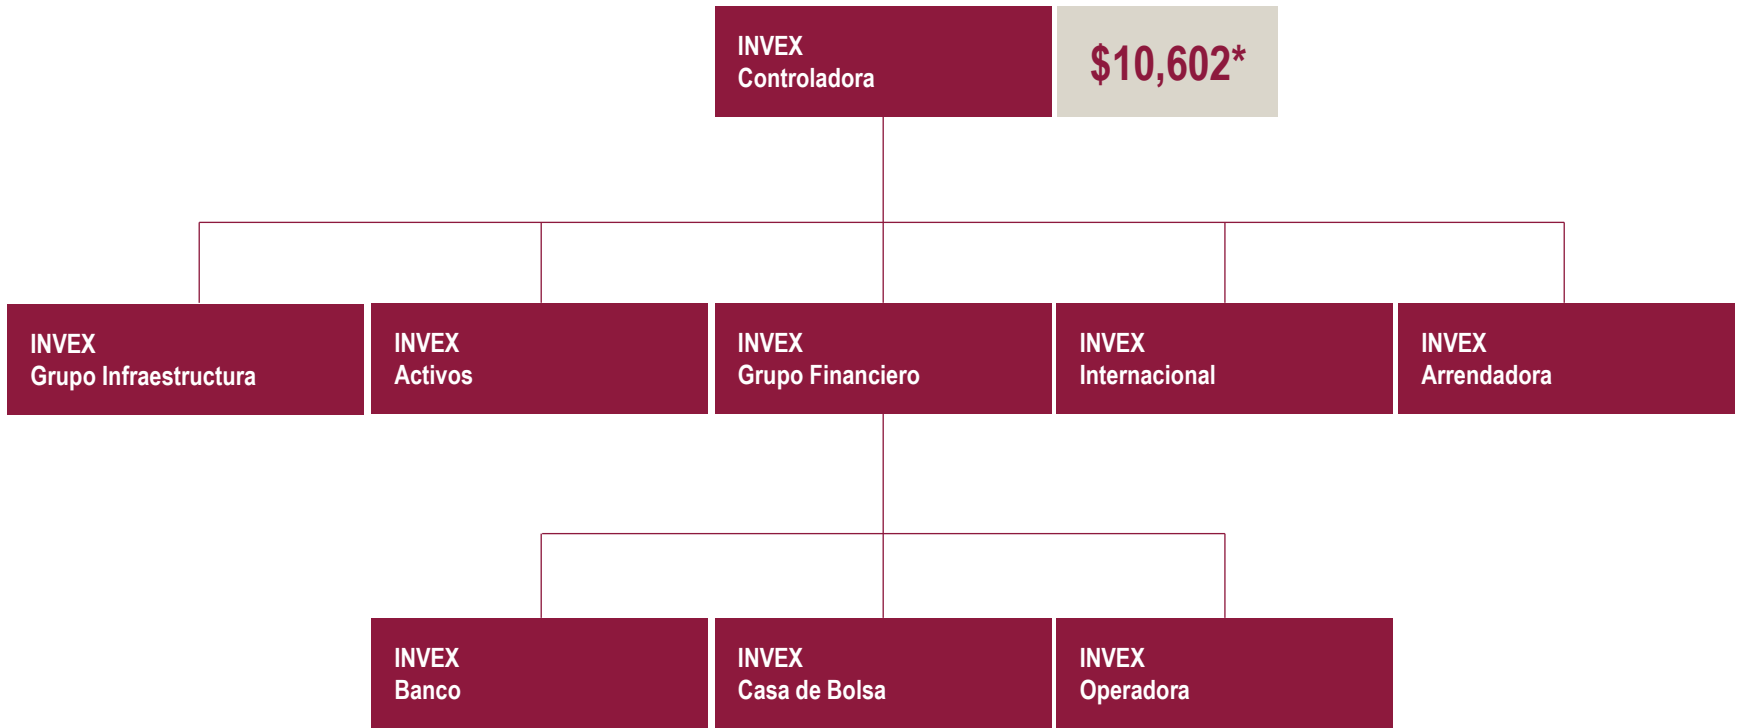 INVEX
Controladora
$10,602*
INVEX
Grupo Infraestructura
INVEX
Activos
INVEX
Grupo Financiero
INVEX
Internacional
INVEX
Arrendadora
INVEX
Banco
INVEX
Casa de Bolsa
INVEX
Operadora